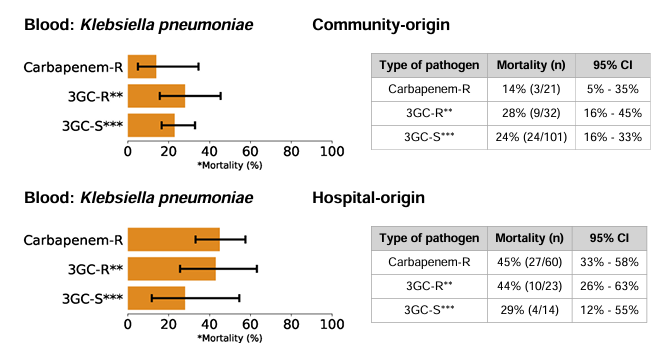 Blood: Klebsiella pneumoniae
Community-origin
Carbapenem-R
3GC-R**
3GC-S***
0 20 40 60 80 100
*Mortality (%)
Type of pathogen Mortality (n) 95% CI
Carbapenem-R 14% (3/21) 5% - 35%
3GC-R** 28% (9/32) 16% - 45%
3GC-S*** 24% (24/101) 16% - 33%
Blood: Klebsiella pneumoniae
Hospital-origin
Carbapenem-R
3GC-R**
3GC-S***
0 20 40 60 80 100
*Mortality (%)
Type of pathogen Mortality (n) 95% CI
Carbapenem-R 45% (27/60) 33% - 58%
3GC-R** 44% (10/23) 26% - 63%
3GC-S*** 29% (4/14) 12% - 55%